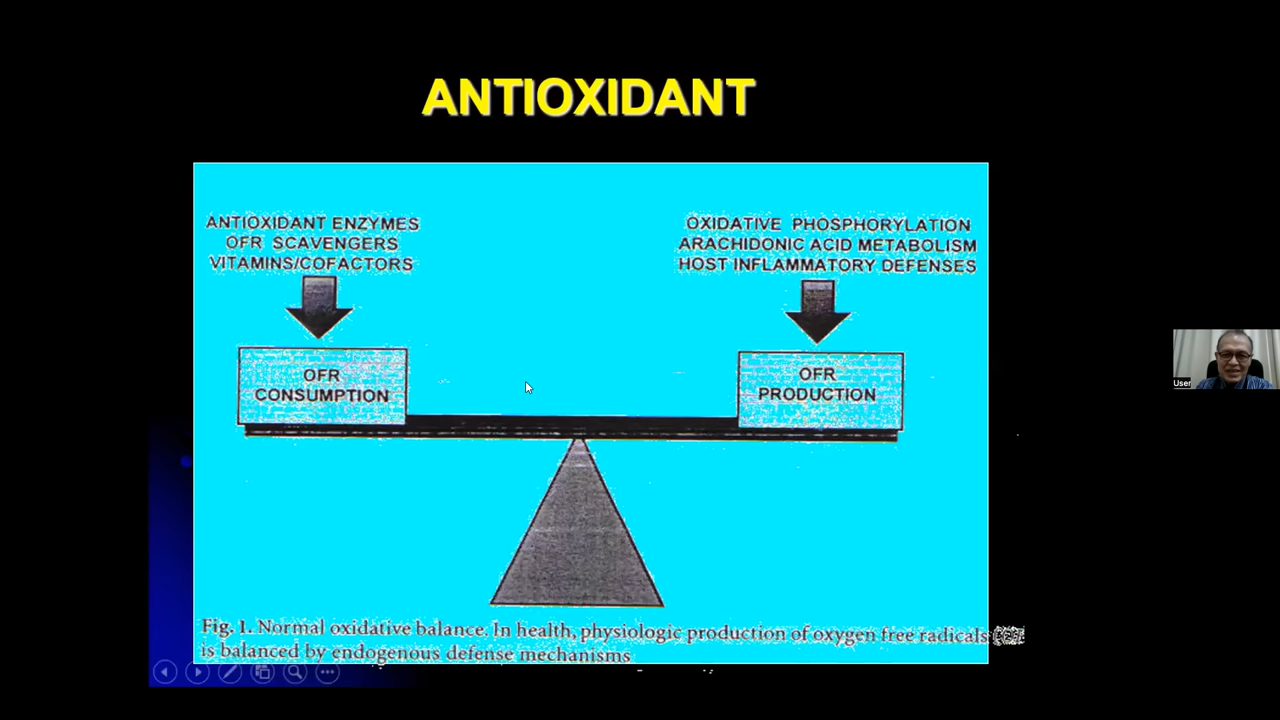 ANTIOXIDANT
ANTIOXIDANT ENZYMES
OFR SCAVENGERS
VITAMINS/COFACTORS
OXIDATIVE PHOSPHORYLATION
ARACHIDONIC ACID METABOLISM
HOST INFLAMMATORY DEFENSES
OFR
CONSUMPTION
OFR
PRODUCTION
User
Fig. 1. Normal oxidative balance. In health, physiologic production of oxygen free radicals
is balanced by endogenous defense mechanisms